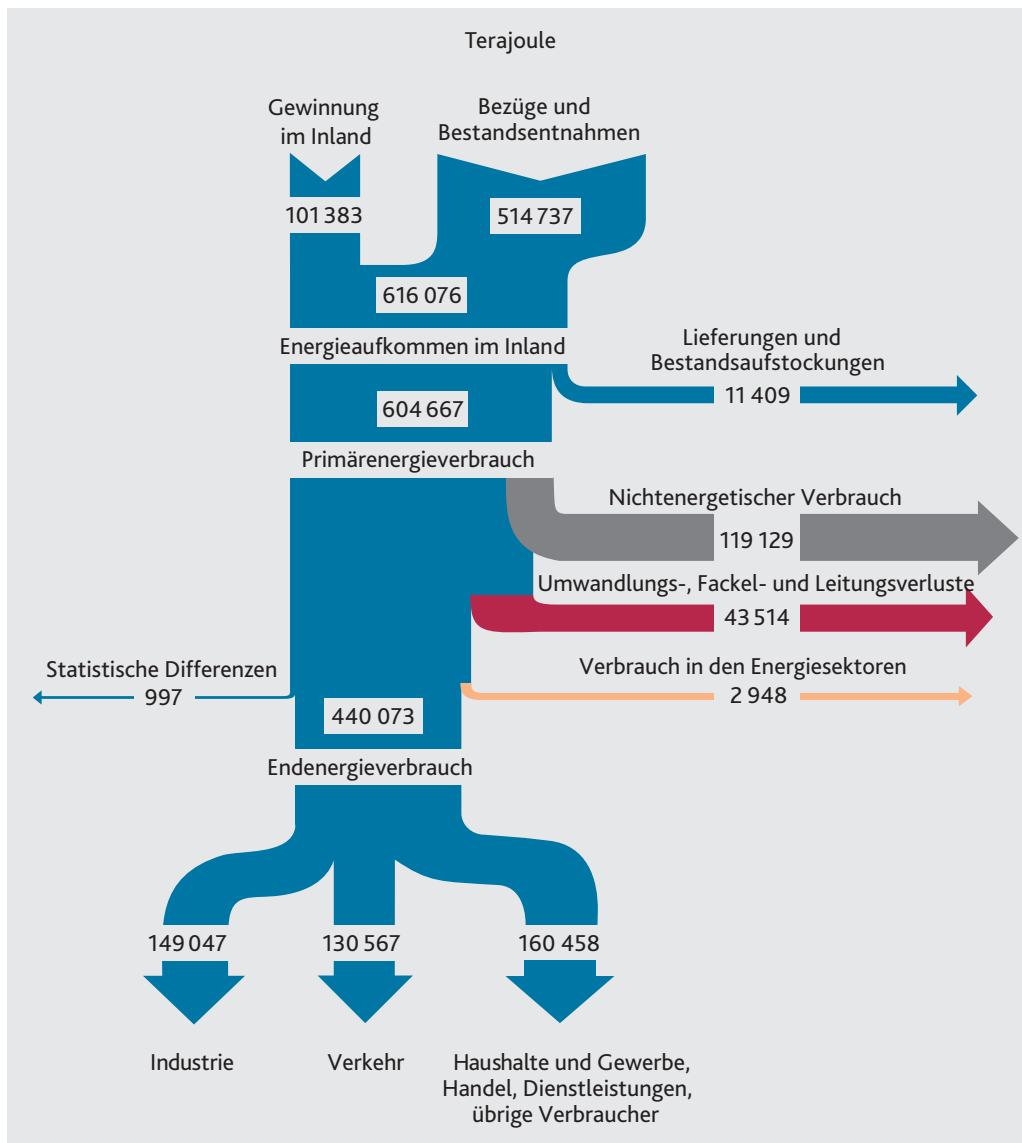 Terajoule
Gewinnung
im Inland
Bezüge und
Bestandsentnahmen
101 383
514 737
616 076
Energieaufkommen im Inland
Lieferungen und
Bestandsaufstockungen
11 409
604 667
Primärenergieverbrauch
Nichtenergetischer Verbrauch
119 129
Umwandlungs-, Fackel- und Leitungsverluste
43 514
Statistische Differenzen
997
Verbrauch in den Energiesektoren
2 948
440 073
Endenergieverbrauch
149 047
130 567
160 458
Industrie
Verkehr
Haushalte und Gewerbe,
Handel, Dienstleistungen,
übrige Verbraucher